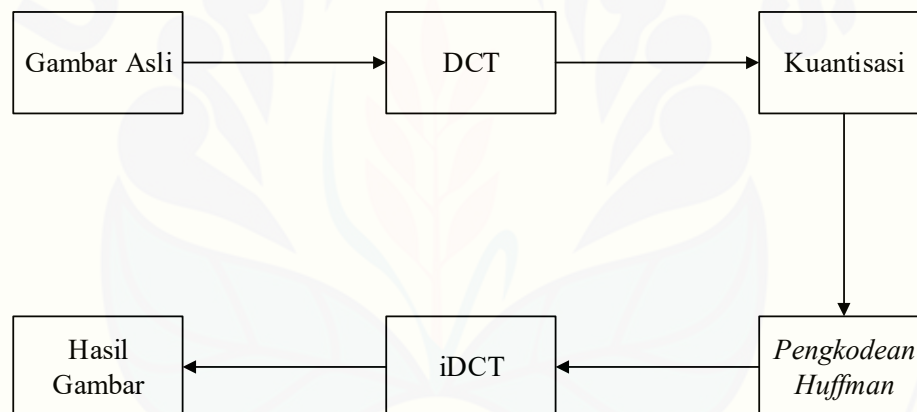 Gambar Asli
DCT
Kuantisasi
Hasil
Gambar
iDCT
Pengkodean
Huffman